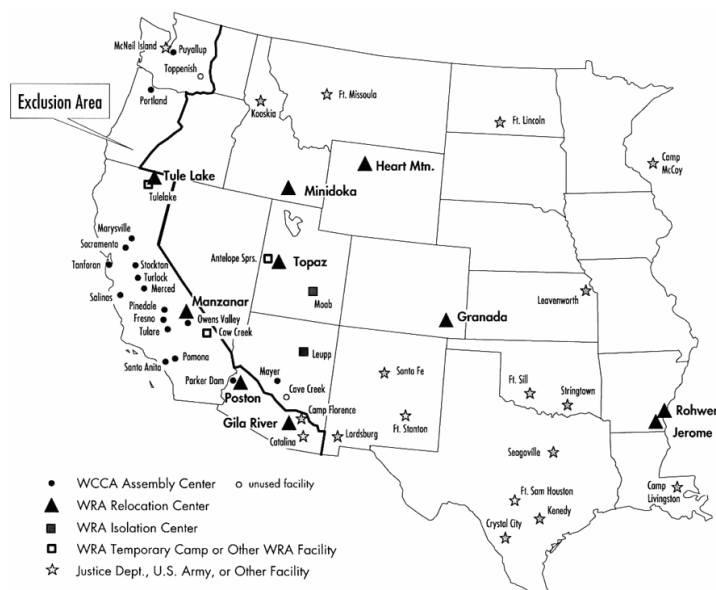 McNeil Island
Puyallup
Toppenish
Portland
Exclusion Area
Kooskia
Ft. Missoula
Ft. Lincoln
Camp
McCoy
Tule Lake
Tulelake
Minidoka
Heart Mtn.
Marysville
Sacramento
Tanforan
Stockton
Turlock
Merced
Salinas
Pinedale
Fresno
Tulare
Manzanar
Owens Valley
Cow Creek
Antelope Sprs.
Topaz
Moab
Granada
Leavenworth
Santa Anita
Pomona
Parker Dam
Poston
Mayer
Leupp
Cave Creek
Camp Florence
Gila River
Catalina
Lordsburg
Santa Fe
Ft. Stanton
Ft. Sill
Stringtown
Rohwer
Jerome
Seagoville
Ft. Sam Houston
Kenedy
Crystal City
Camp
Livingston
WCCA Assembly Center
unused facility
WRA Relocation Center
WRA Isolation Center
WRA Temporary Camp or Other WRA Facility
Justice Dept., U.S. Army, or Other Facility